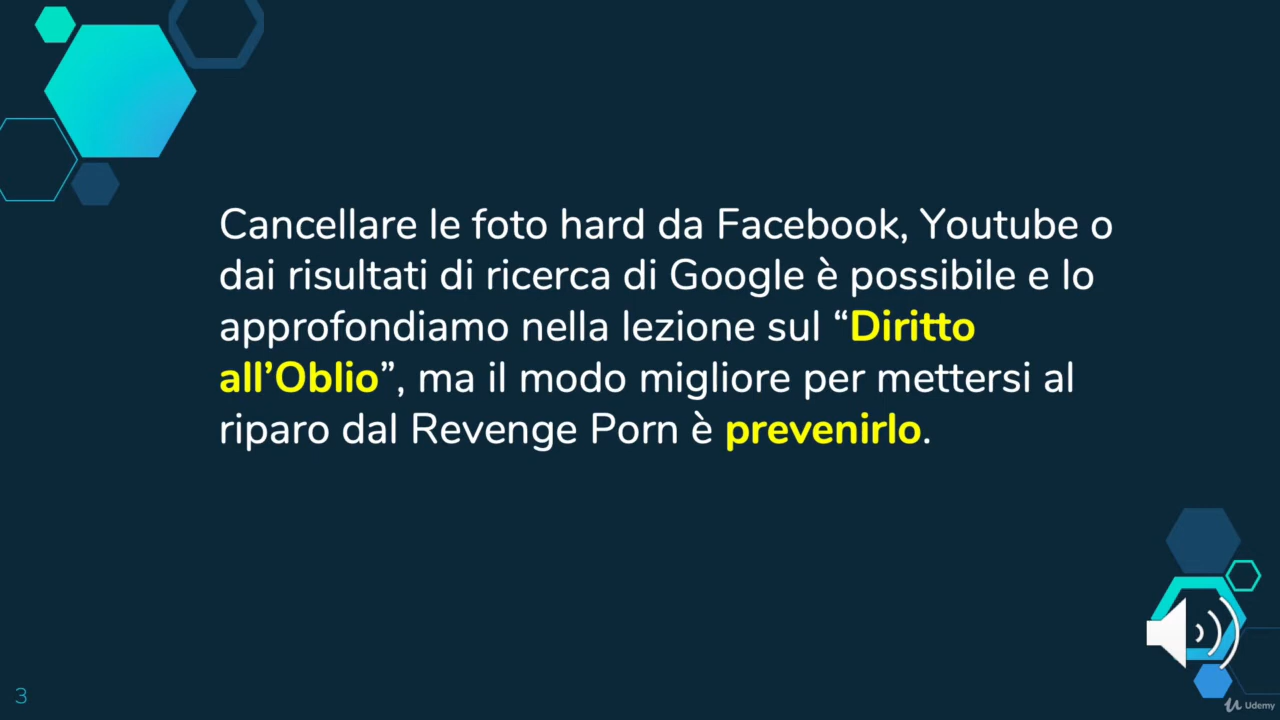 Cancellare le foto hard da Facebook, Youtube o
dai risultati di ricerca di Google è possibile e lo
approfondiamo nella lezione sul “Diritto
all’Oblio”, ma il modo migliore per mettersi al
riparo dal Revenge Porn è prevenirlo.
3
Udemy